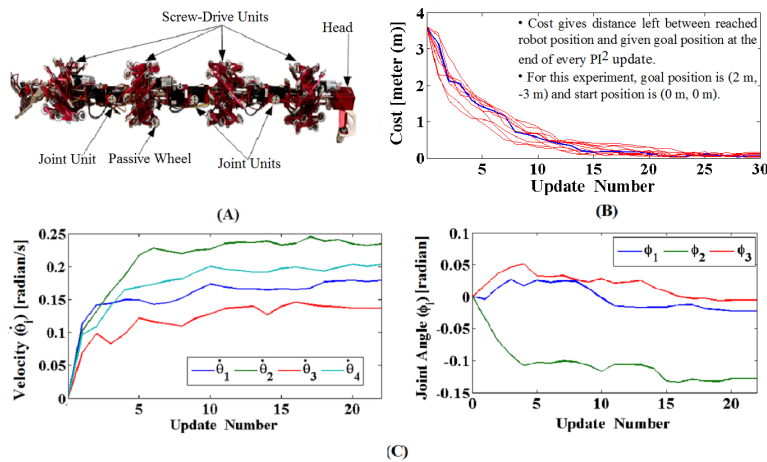 Screw-Drive Units
Head
Joint Unit
Passive Wheel
Joint Units
(A)
4
3
2
1
0
Cost [meter (m)]
• Cost gives distance left between reached
robot position and given goal position at the
end of every PI² update.
• For this experiment, goal position is (2 m,
-3 m) and start position is (0 m, 0 m).
5 10 15 20 25 30
Update Number
(B)
0.25
0.2
0.15
0.1
0.05
0
Velocity (θ̇i) [radian/s]
θ̇1 θ̇2 θ̇3 θ̇4
5 10 15 20
Update Number
0.1
0.05
0
-0.05
-0.1
-0.15
Joint Angle (ϕi) [radian]
ϕ1 ϕ2 ϕ3
0 5 10 15 20
Update Number
(C)